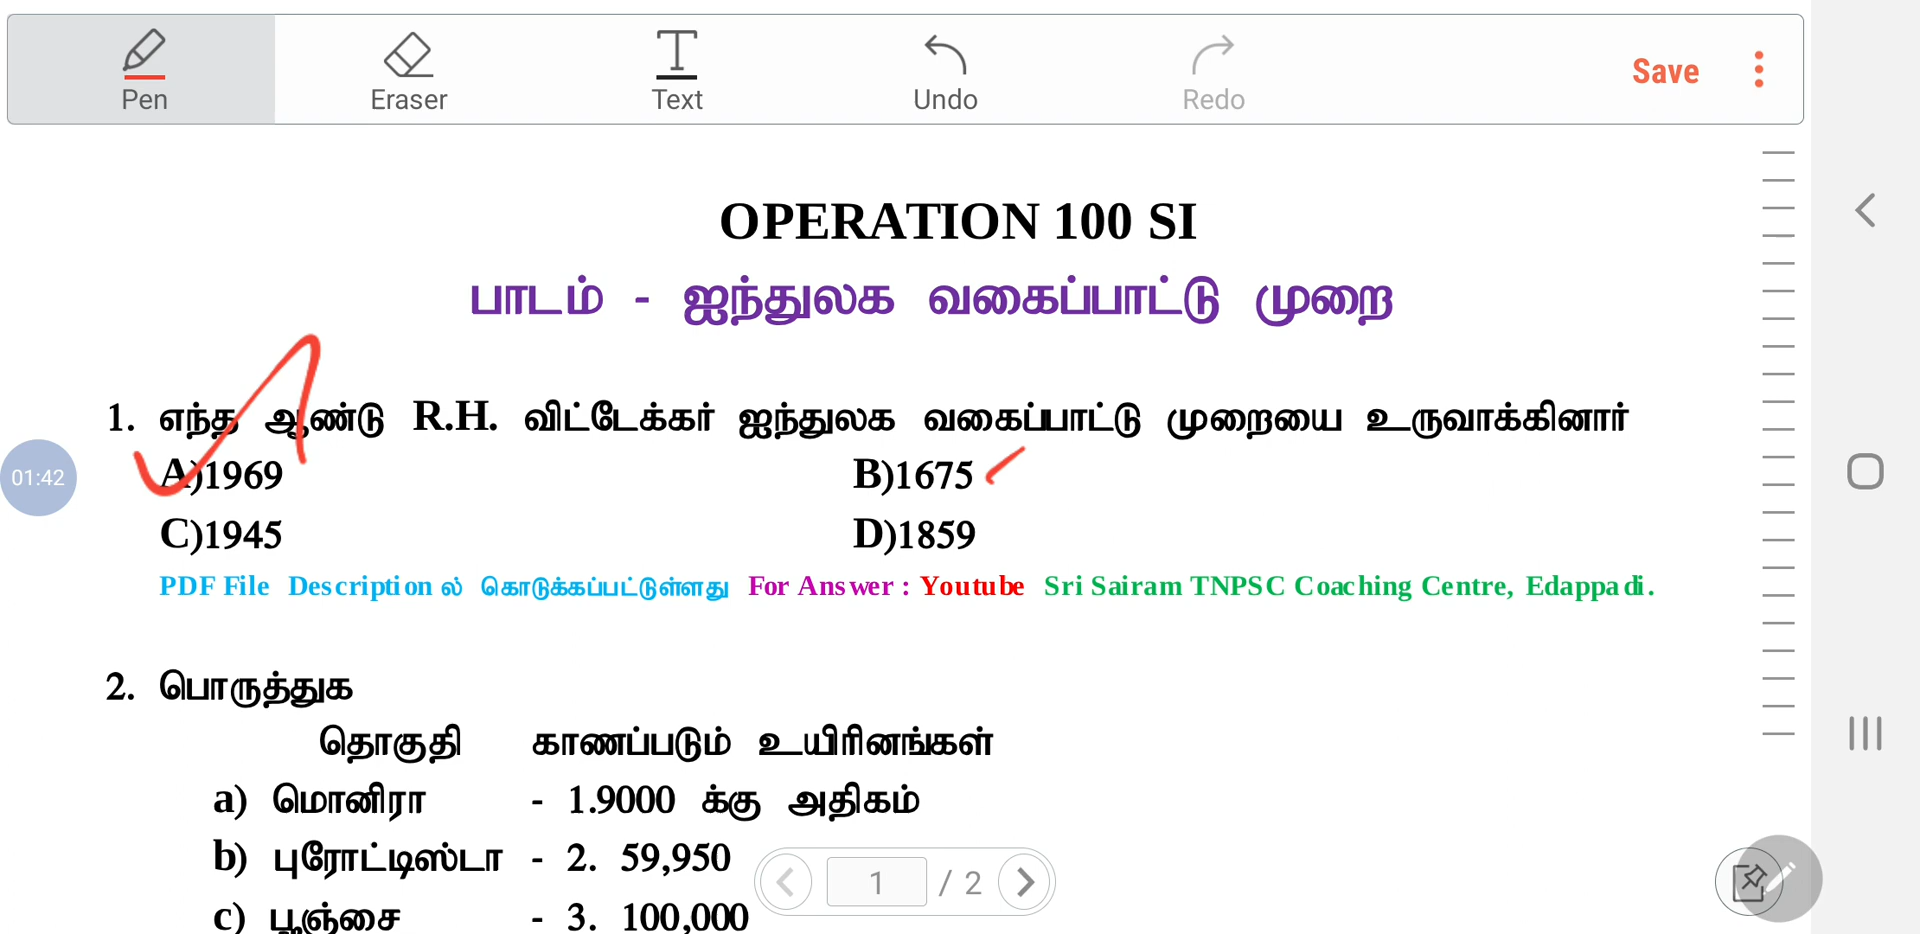 Pen Eraser Text Undo Redo Save
OPERATION 100 SI
பாடம் - ஐந்துலக வகைப்பாட்டு முறை
1. எந்த ஆண்டு R.H. விட்டேக்கர் ஐந்துலக வகைப்பாட்டு முறையை உருவாக்கினார்
A)1969 B)1675
01:42
C)1945 D)1859
PDF File Description ல் கொடுக்கப்பட்டுள்ளது For Answer : Youtube Sri Sairam TNPSC Coaching Centre, Edappadi.
2. பொருத்துக
தொகுதி காணப்படும் உயிரினங்கள்
a) மொனிரா - 1.9000 க்கு அதிகம்
b) புரோட்டிஸ்டா - 2. 59,950
c) பூஞ்சை - 3. 100,000
1 / 2